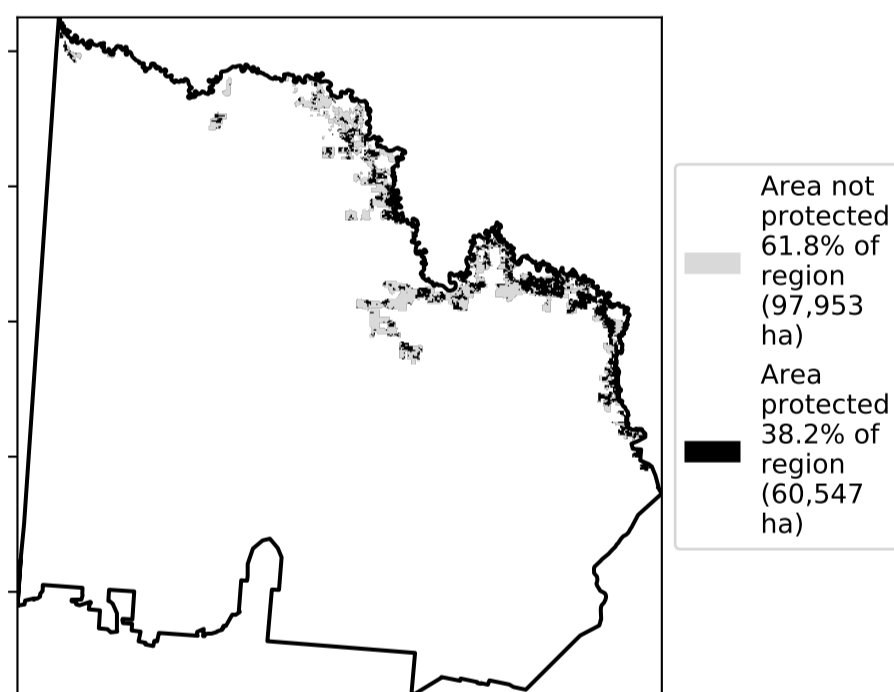 Area not
protected
61.8% of
region
(97,953
ha)
Area
protected
38.2% of
region
(60,547
ha)